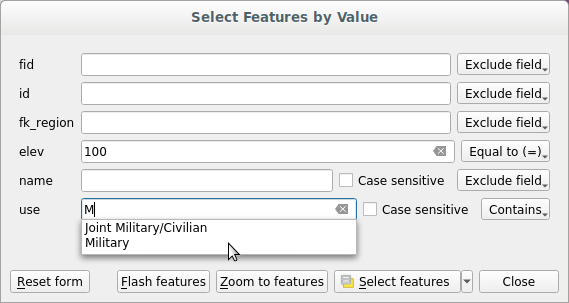 Select Features by Value
fid Exclude field
id Exclude field
fk_region Exclude field
elev 100 Equal to (=)
name Case sensitive Exclude field
use M Case sensitive Contains
Joint Military/Civilian
Military
Reset form Flash features Zoom to features Select features Close